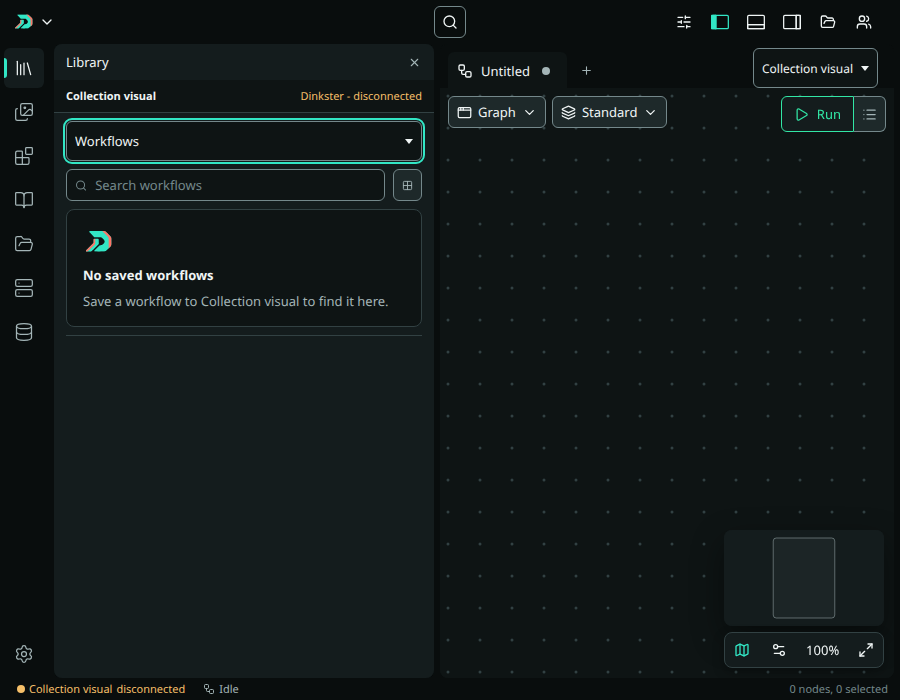 Library
Collection visual
Dinkster - disconnected
Workflows
Search workflows
No saved workflows
Save a workflow to Collection visual to find it here.
Untitled
Collection visual
Graph
Standard
Run
100%
Collection visual disconnected
Idle
0 nodes, 0 selected